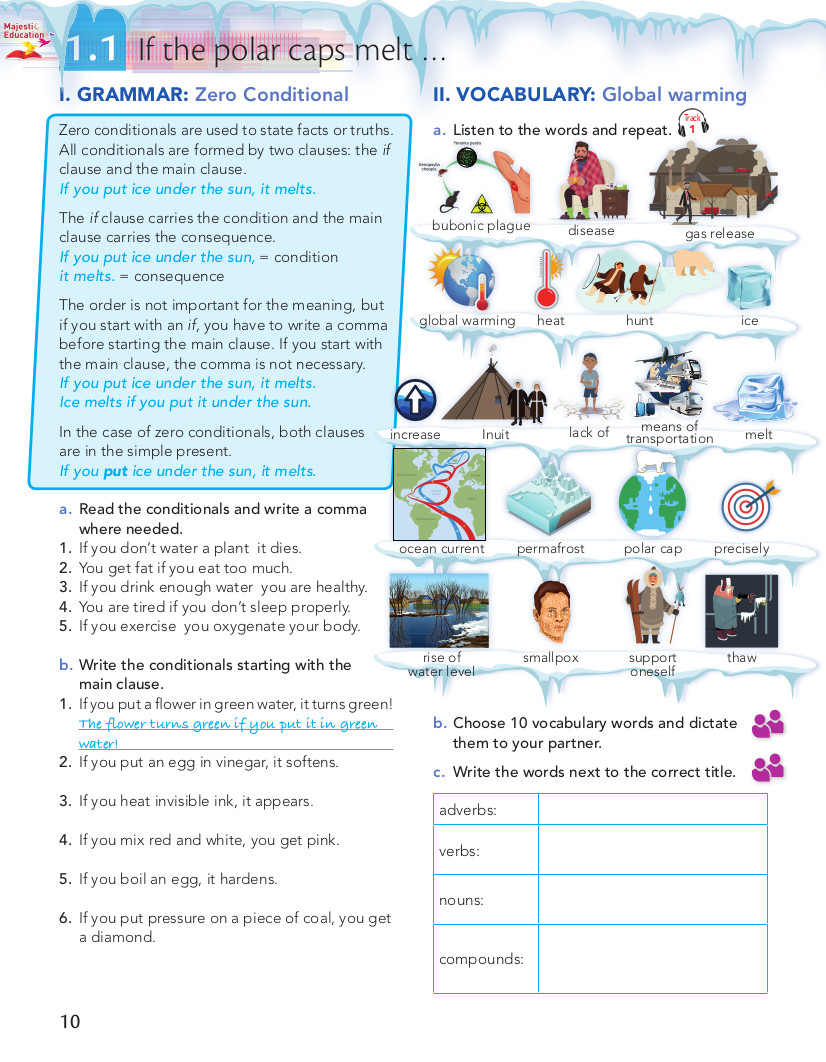 Majestic
Education
1.1 If the polar caps melt ...
I. GRAMMAR: Zero Conditional
Zero conditionals are used to state facts or truths.
All conditionals are formed by two clauses: the if
clause and the main clause.
If you put ice under the sun, it melts.
The if clause carries the condition and the main
clause carries the consequence.
If you put ice under the sun, = condition
it melts. = consequence
The order is not important for the meaning, but
if you start with an if, you have to write a comma
before starting the main clause. If you start with
the main clause, the comma is not necessary.
If you put ice under the sun, it melts.
Ice melts if you put it under the sun.
In the case of zero conditionals, both clauses
are in the simple present.
If you put ice under the sun, it melts.
a. Read the conditionals and write a comma
where needed.
1. If you don't water a plant it dies.
2. You get fat if you eat too much.
3. If you drink enough water you are healthy.
4. You are tired if you don't sleep properly.
5. If you exercise you oxygenate your body.
b. Write the conditionals starting with the
main clause.
1. If you put a flower in green water, it turns green!
The flower turns green if you put it in green
water!
2. If you put an egg in vinegar, it softens.
3. If you heat invisible ink, it appears.
4. If you mix red and white, you get pink.
5. If you boil an egg, it hardens.
6. If you put pressure on a piece of coal, you get
a diamond.
II. VOCABULARY: Global warming
a. Listen to the words and repeat.
Track
1
Yersinia pestis
Xenopsylla
cheopis
bubonic plague
disease
gas release
global warming
heat
hunt
ice
increase
Inuit
lack of
means of
transportation
melt
ocean current
permafrost
polar cap
precisely
rise of
water level
smallpox
support
oneself
thaw
b. Choose 10 vocabulary words and dictate
them to your partner.
c. Write the words next to the correct title.
adverbs:
verbs:
nouns:
compounds:
10